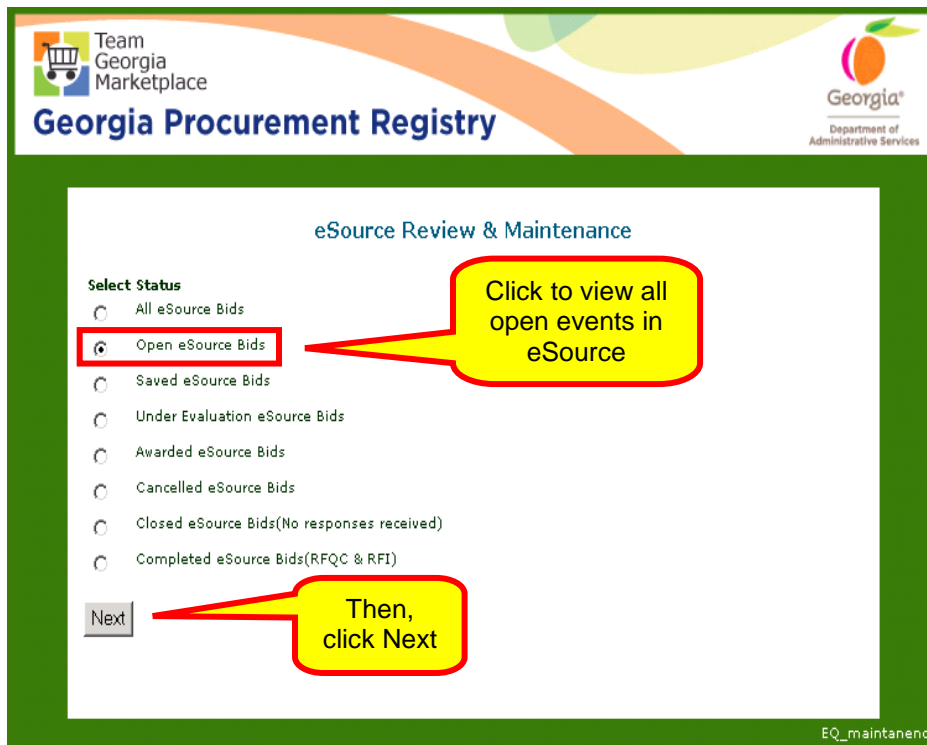 Team
Georgia
Marketplace
Georgia Procurement Registry
Georgia®
Department of
Administrative Services
eSource Review & Maintenance
Select Status
All eSource Bids
Open eSource Bids
Saved eSource Bids
Under Evaluation eSource Bids
Awarded eSource Bids
Cancelled eSource Bids
Closed eSource Bids(No responses received)
Completed eSource Bids(RFQC & RFI)
Click to view all
open events in
eSource
Next
Then,
click Next
EQ_maintanenc